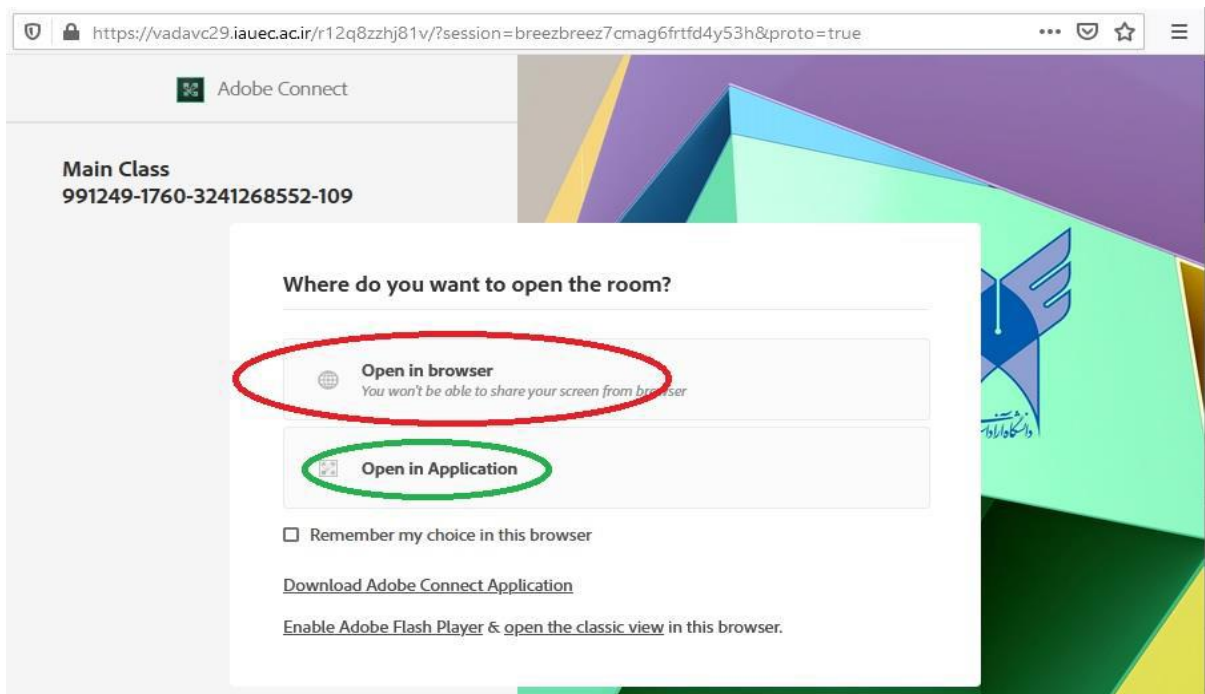 https://vadavc29.iauec.ac.ir/r12q8zzhj81v/?session=breezbreez7cmag6frtfd4y53h&proto=true
Adobe Connect
Main Class
991249-1760-3241268552-109
Where do you want to open the room?
Open in browser
You won't be able to share your screen from browser
Open in Application
Remember my choice in this browser
Download Adobe Connect Application
Enable Adobe Flash Player & open the classic view in this browser.